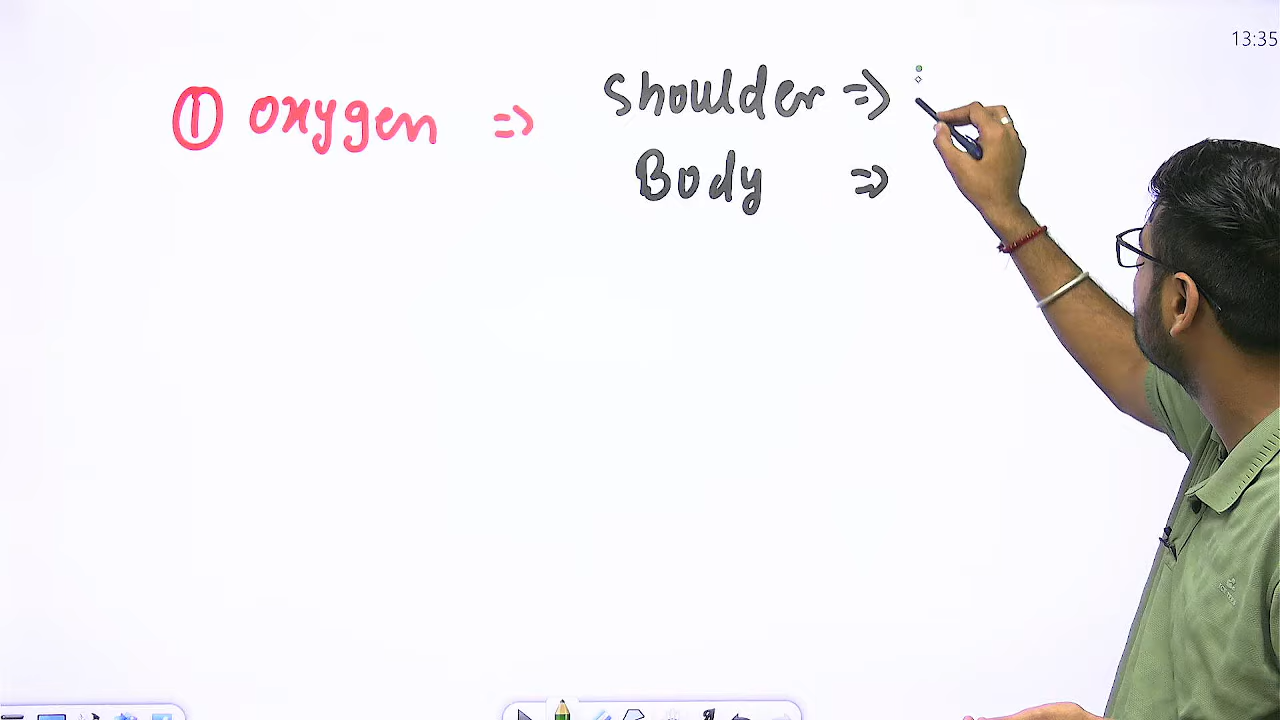 ① oxygen => shoulder =>
Body =>
13:35